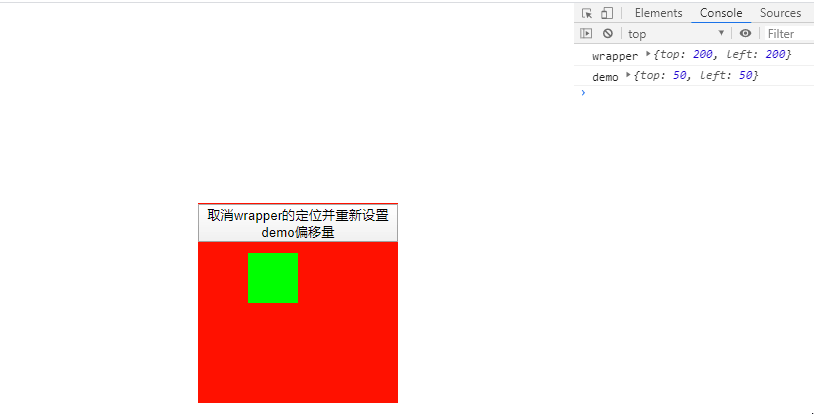 Elements Console Sources
top Filter
wrapper {top: 200, left: 200}
demo {top: 50, left: 50}
取消wrapper的定位并重新设置
demo偏移量